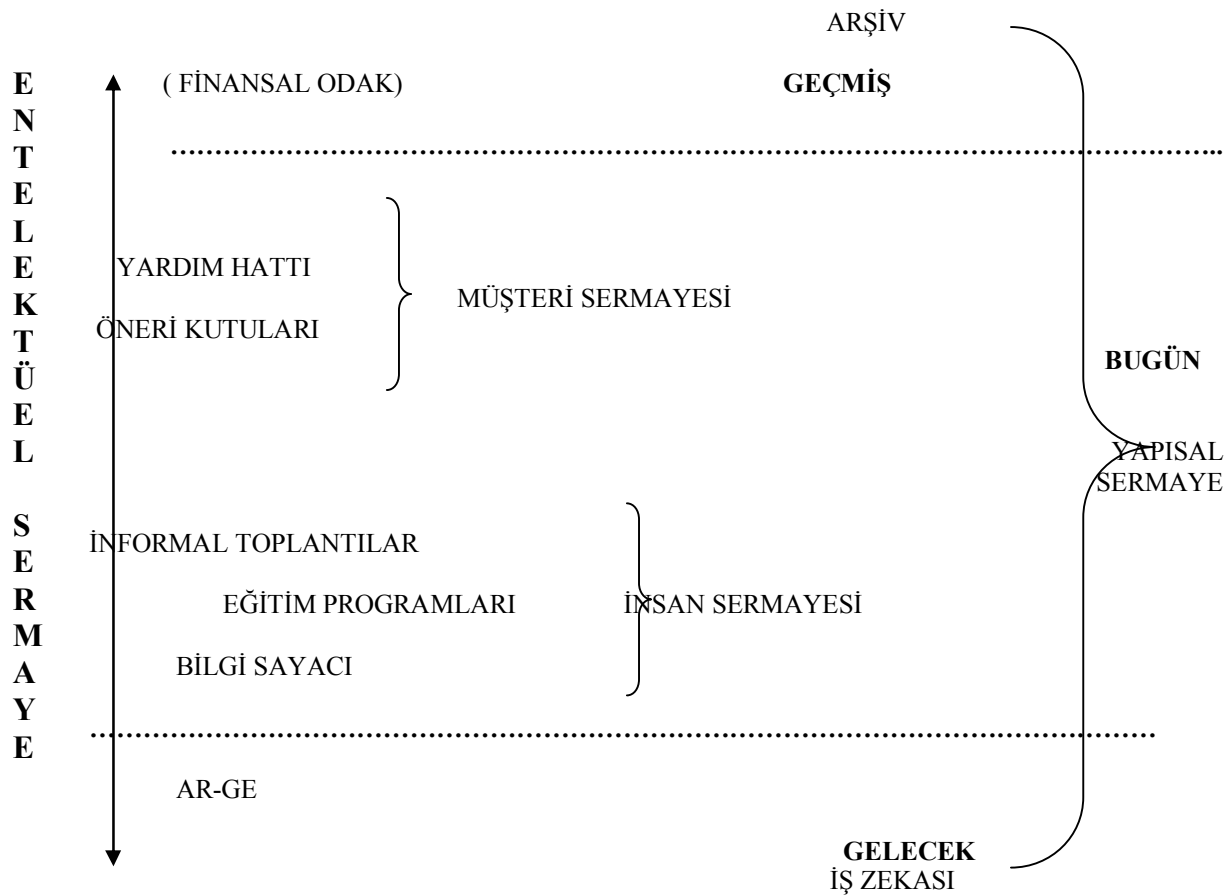 ENTELEKTÜEL SERMAYE
ARŞİV
( FİNANSAL ODAK) GEÇMİŞ
YARDIM HATTI
MÜŞTERİ SERMAYESİ
ÖNERİ KUTULARI
BUGÜN
YAPISAL
SERMAYE
İNFORMAL TOPLANTILAR
EĞİTİM PROGRAMLARI İNSAN SERMAYESİ
BİLGİ SAYACI
AR-GE
GELECEK
İŞ ZEKASI